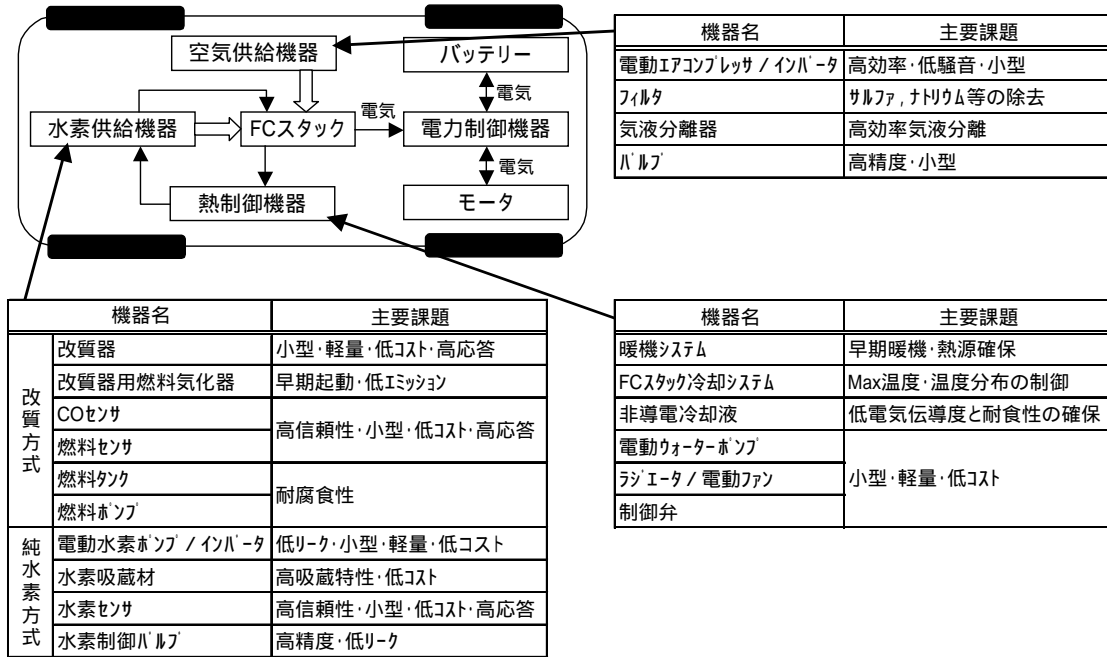 空気供給機器
バッテリー
電気
水素供給機器
FCスタック
電気
電力制御機器
電気
熱制御機器
モータ
機器名 主要課題
電動ｴｱｺﾝﾌﾟﾚｯｻ / ｲﾝﾊﾞｰﾀ 高効率･低騒音･小型
ﾌｨﾙﾀ ｻﾙﾌｧ , ﾅﾄﾘｳﾑ等の除去
気液分離器 高効率気液分離
ﾊﾞﾙﾌﾞ 高精度･小型
機器名 主要課題
改質方式
改質器 小型･軽量･低ｺｽﾄ･高応答
改質器用燃料気化器 早期起動･低ｴﾐｯｼｮﾝ
COｾﾝｻ 高信頼性･小型･低ｺｽﾄ･高応答
燃料ｾﾝｻ
燃料ﾀﾝｸ 耐腐食性
燃料ﾎﾟﾝﾌﾟ
純水素方式
電動水素ﾎﾟﾝﾌﾟ / ｲﾝﾊﾞｰﾀ 低ﾘｰｸ･小型･軽量･低コスト
水素吸蔵材 高吸蔵特性･低ｺｽﾄ
水素ｾﾝｻ 高信頼性･小型･低ｺｽﾄ･高応答
水素制御ﾊﾞﾙﾌﾞ 高精度･低ﾘｰｸ
機器名 主要課題
暖機ｼｽﾃﾑ 早期暖機･熱源確保
FCｽﾀｯｸ冷却ｼｽﾃﾑ Max温度･温度分布の制御
非導電冷却液 低電気伝導度と耐食性の確保
電動ｳｫｰﾀｰﾎﾟﾝﾌﾟ
ﾗｼﾞｴｰﾀ / 電動ﾌｧﾝ 小型･軽量･低ｺｽﾄ
制御弁